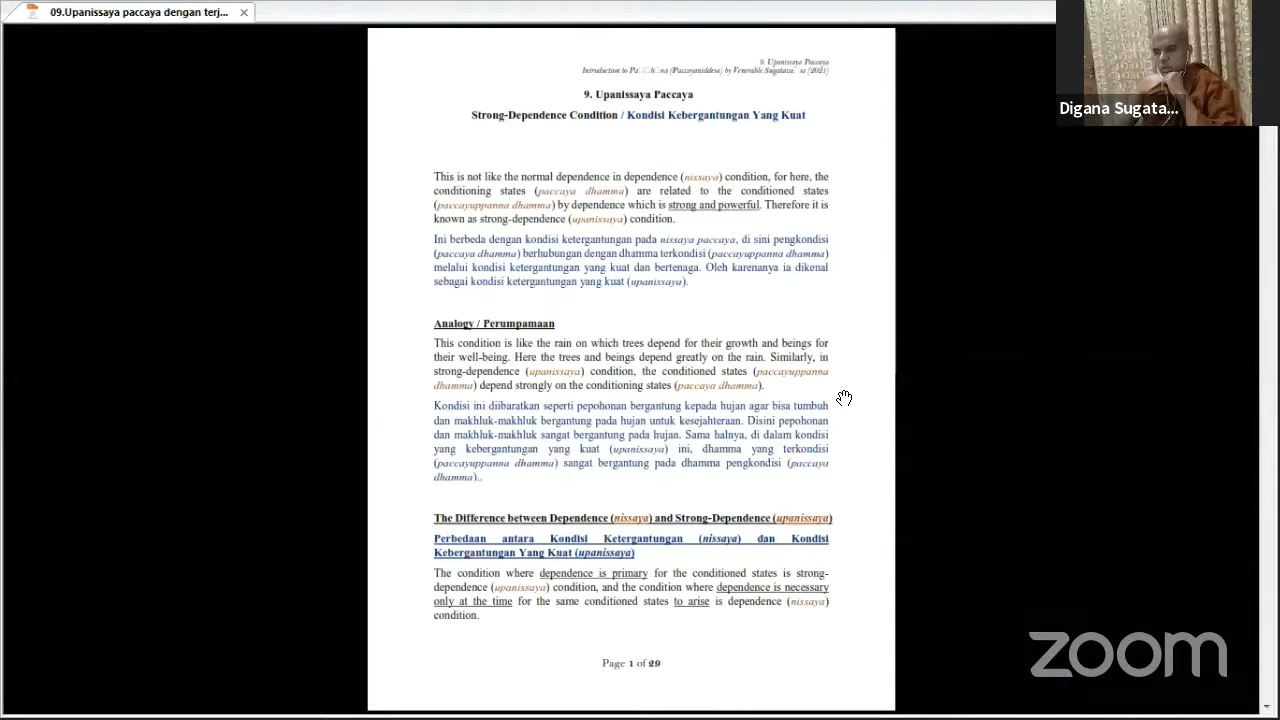 09.Upanissaya paccaya dengan terj...
Digana Sugata...
9. Upanissaya Paccaya
Introduction to Pa (Paccayaniddesa) by Venerable (2021)
9. Upanissaya Paccaya
Strong-Dependence Condition / Kondisi Kebergantungan Yang Kuat
This is not like the normal dependence in dependence (nissaya) condition, for here, the
conditioning states (paccaya dhamma) are related to the conditioned states
(paccayuppanna dhamma) by dependence which is strong and powerful. Therefore it is
known as strong-dependence (upanissaya) condition.
Ini berbeda dengan kondisi ketergantungan pada nissaya paccaya, di sini pengkondisi
(paccaya dhamma) berhubungan dengan dhamma terkondisi (paccayuppanna dhamma)
melalui kondisi ketergantungan yang kuat dan bertenaga. Oleh karenanya ia dikenal
sebagai kondisi ketergantungan yang kuat (upanissaya).
Analogy / Perumpamaan
This condition is like the rain on which trees depend for their growth and beings for
their well-being. Here the trees and beings depend greatly on the rain. Similarly, in
strong-dependence (upanissaya) condition, the conditioned states (paccayuppanna
dhamma) depend strongly on the conditioning states (paccaya dhamma).
Kondisi ini diibaratkan seperti pepohonan bergantung kepada hujan agar bisa tumbuh
dan makhluk-makhluk bergantung pada hujan untuk kesejahteraan. Disini pepohonan
dan makhluk-makhluk sangat bergantung pada hujan. Sama halnya, di dalam kondisi
yang kebergantungan yang kuat (upanissaya) ini, dhamma yang terkondisi
(paccayuppanna dhamma) sangat bergantung pada dhamma pengkondisi (paccaya
dhamma)..
The Difference between Dependence (nissaya) and Strong-Dependence (upanissaya)
Perbedaan antara Kondisi Ketergantungan (nissaya) dan Kondisi
Kebergantungan Yang Kuat (upanissaya)
The condition where dependence is primary for the conditioned states is strong-
dependence (upanissaya) condition, and the condition where dependence is necessary
only at the time for the same conditioned states to arise is dependence (nissaya)
condition.
Page 1 of 29
zoom